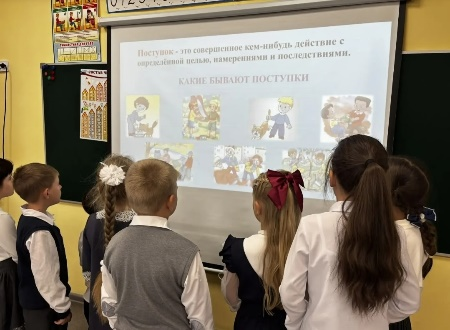 Поступок - это совершенное кем-нибудь действие с
определённой целью, намерениями и последствиями.
КАКИЕ БЫВАЮТ ПОСТУПКИ